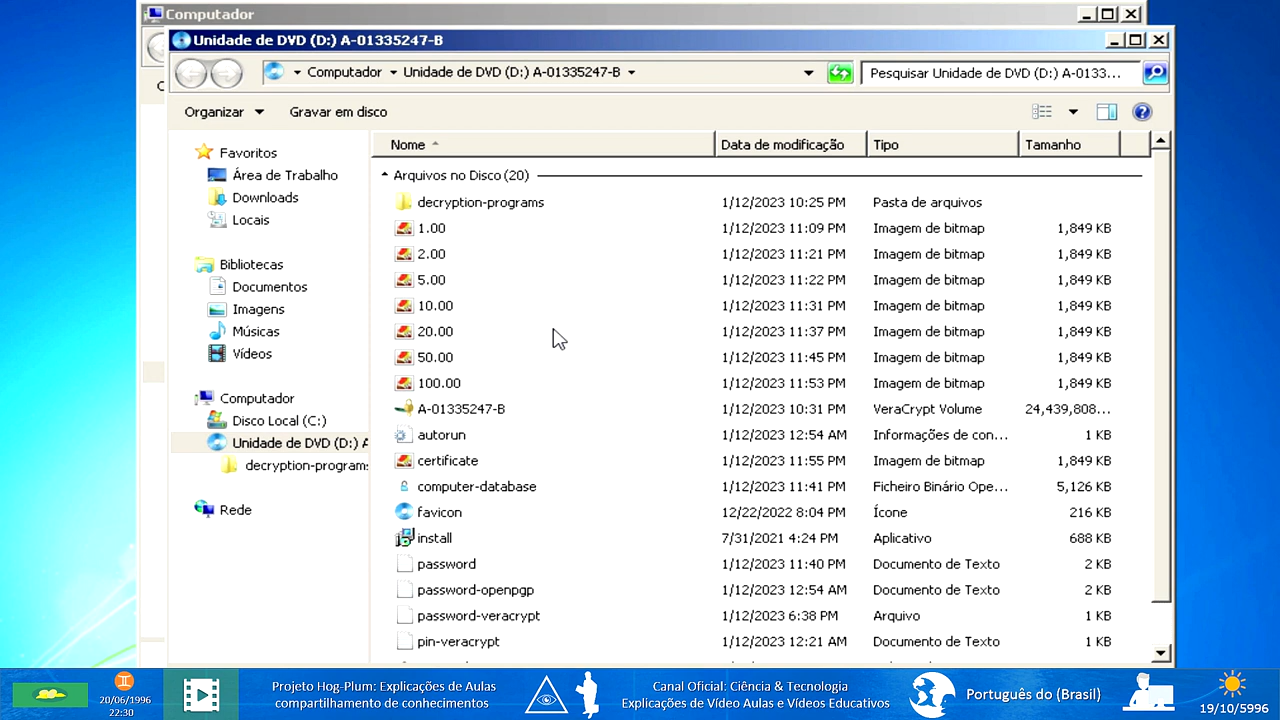 Computador
Unidade de DVD (D:) A-01335247-B
Computador Unidade de DVD (D:) A-01335247-B
Pesquisar Unidade de DVD (D:) A-0133...
Organizar Gravar em disco
Nome Data de modificação Tipo Tamanho
Favoritos
Área de Trabalho
Downloads
Locais
Bibliotecas
Documentos
Imagens
Músicas
Vídeos
Computador
Disco Local (C:)
Unidade de DVD (D:) A
decryption-programs
Rede
Arquivos no Disco (20)
decryption-programs 1/12/2023 10:25 PM Pasta de arquivos
1.00 1/12/2023 11:09 PM Imagem de bitmap 1,849 KB
2.00 1/12/2023 11:21 PM Imagem de bitmap 1,849 KB
5.00 1/12/2023 11:22 PM Imagem de bitmap 1,849 KB
10.00 1/12/2023 11:31 PM Imagem de bitmap 1,849 KB
20.00 1/12/2023 11:37 PM Imagem de bitmap 1,849 KB
50.00 1/12/2023 11:45 PM Imagem de bitmap 1,849 KB
100.00 1/12/2023 11:53 PM Imagem de bitmap 1,849 KB
A-01335247-B 1/12/2023 10:31 PM VeraCrypt Volume 24,439,808...
autorun 1/12/2023 12:54 AM Informações de con... 1 KB
certificate 1/12/2023 11:55 PM Imagem de bitmap 1,849 KB
computer-database 1/12/2023 11:41 PM Ficheiro Binário Ope... 5,126 KB
favicon 12/22/2022 8:04 PM Ícone 216 KB
install 7/31/2021 4:24 PM Aplicativo 688 KB
password 1/12/2023 11:40 PM Documento de Texto 2 KB
password-openpgp 1/12/2023 12:54 AM Documento de Texto 2 KB
password-veracrypt 1/12/2023 6:38 PM Arquivo 1 KB
pin-veracrypt 1/12/2023 12:21 AM Documento de Texto 1 KB
20/06/1996
22:30
Projeto Hog-Plum: Explicações de Aulas
compartilhamento de conhecimentos
Canal Oficial: Ciência & Tecnologia
Explicações de Vídeo Aulas e Vídeos Educativos
Português do (Brasil)
19/10/5996